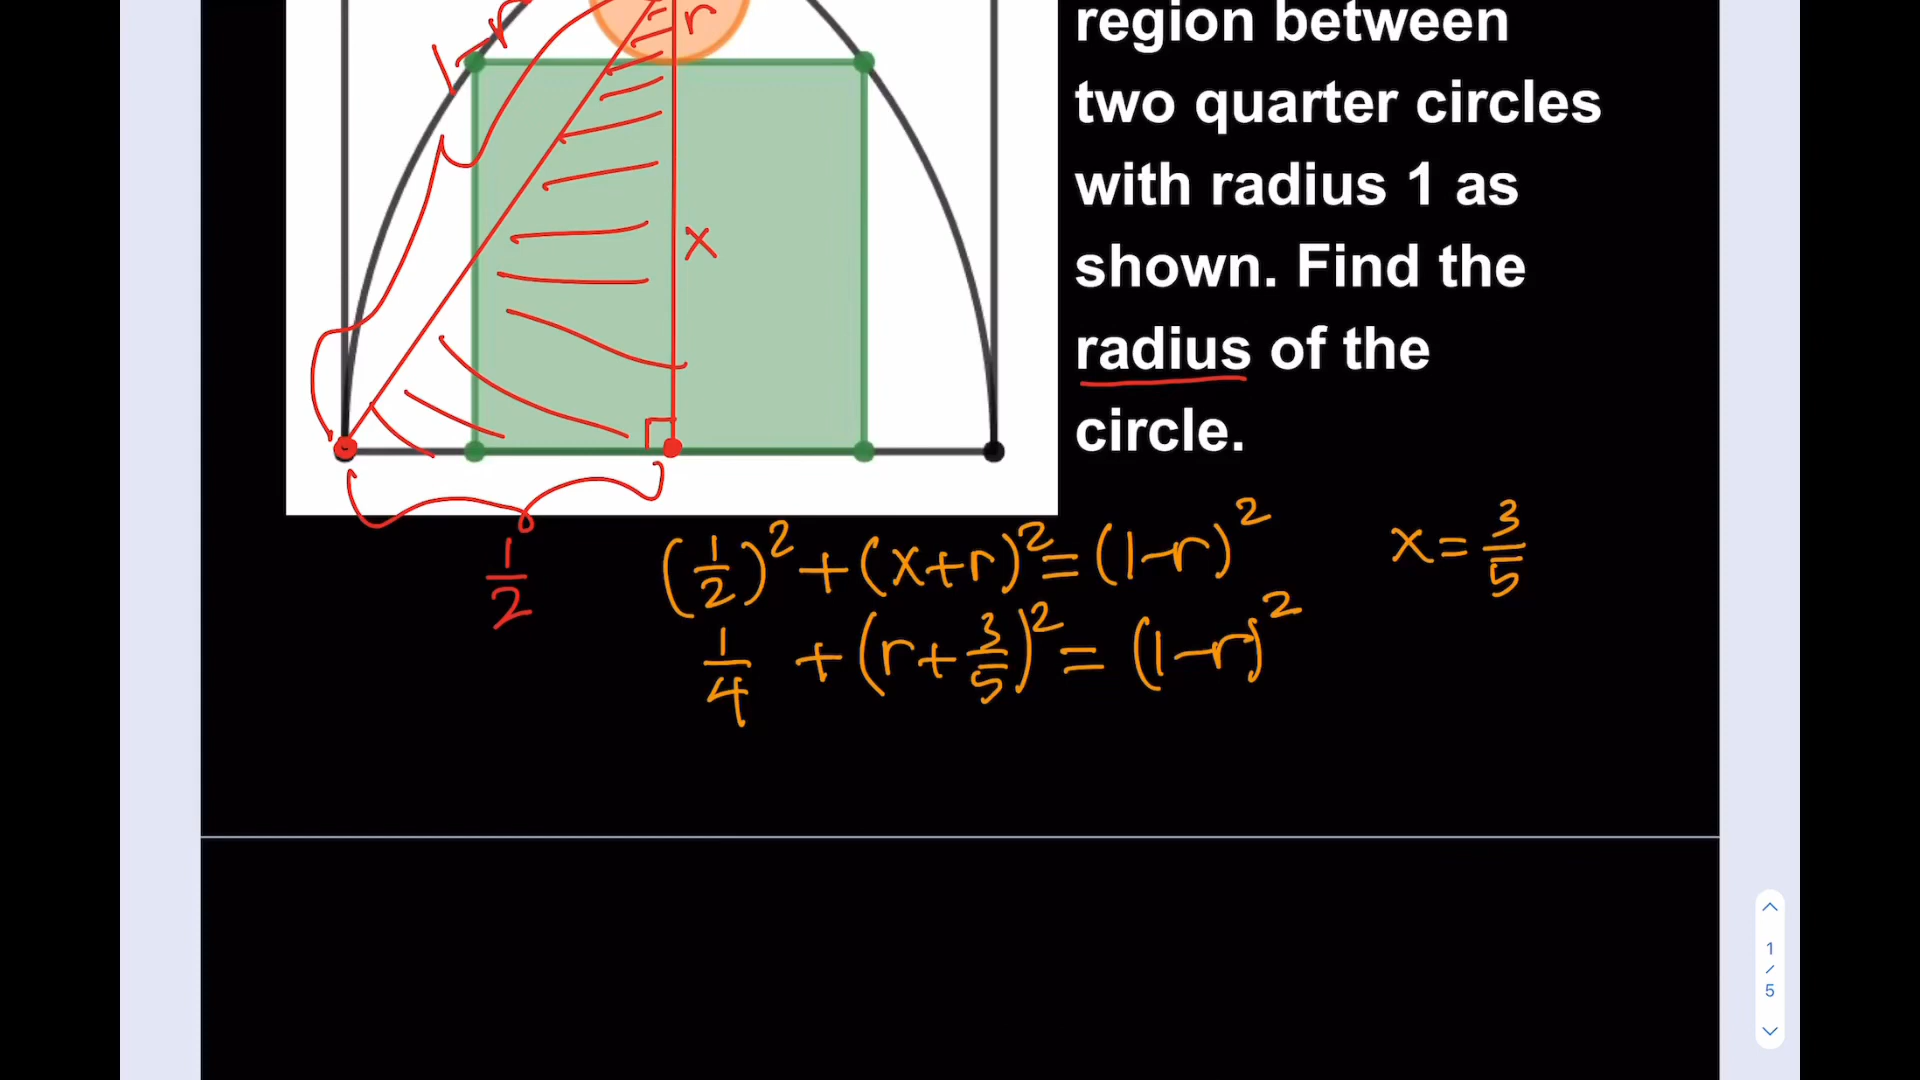 region between
two quarter circles
with radius 1 as
shown. Find the
radius of the
circle.
1-r
r
x
1/2
(1/2)² + (x+r)² = (1-r)²
x = 3/5
1/4 + (r + 3/5)² = (1-r)²
1
/
5